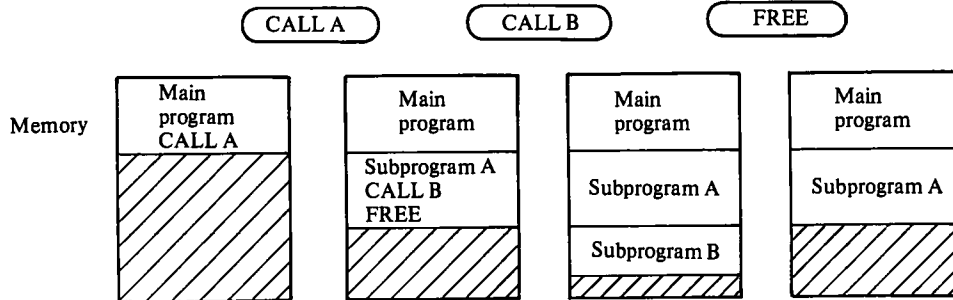 CALL A
CALL B
FREE
Memory
Main
program
CALL A
Main
program
Subprogram A
CALL B
FREE
Main
program
Subprogram A
Subprogram B
Main
program
Subprogram A